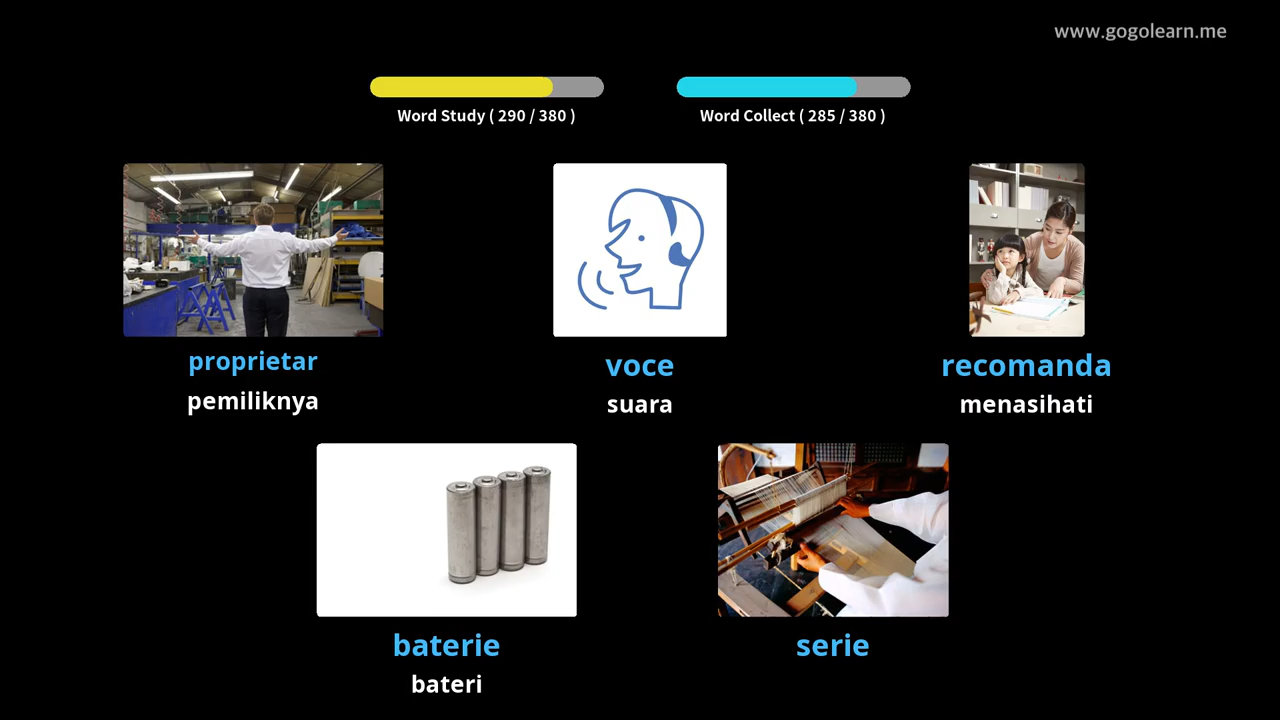 www.gogolearn.me
Word Study ( 290 / 380 )
Word Collect ( 285 / 380 )
proprietar
pemiliknya
voce
suara
recomanda
menasihati
baterie
bateri
serie